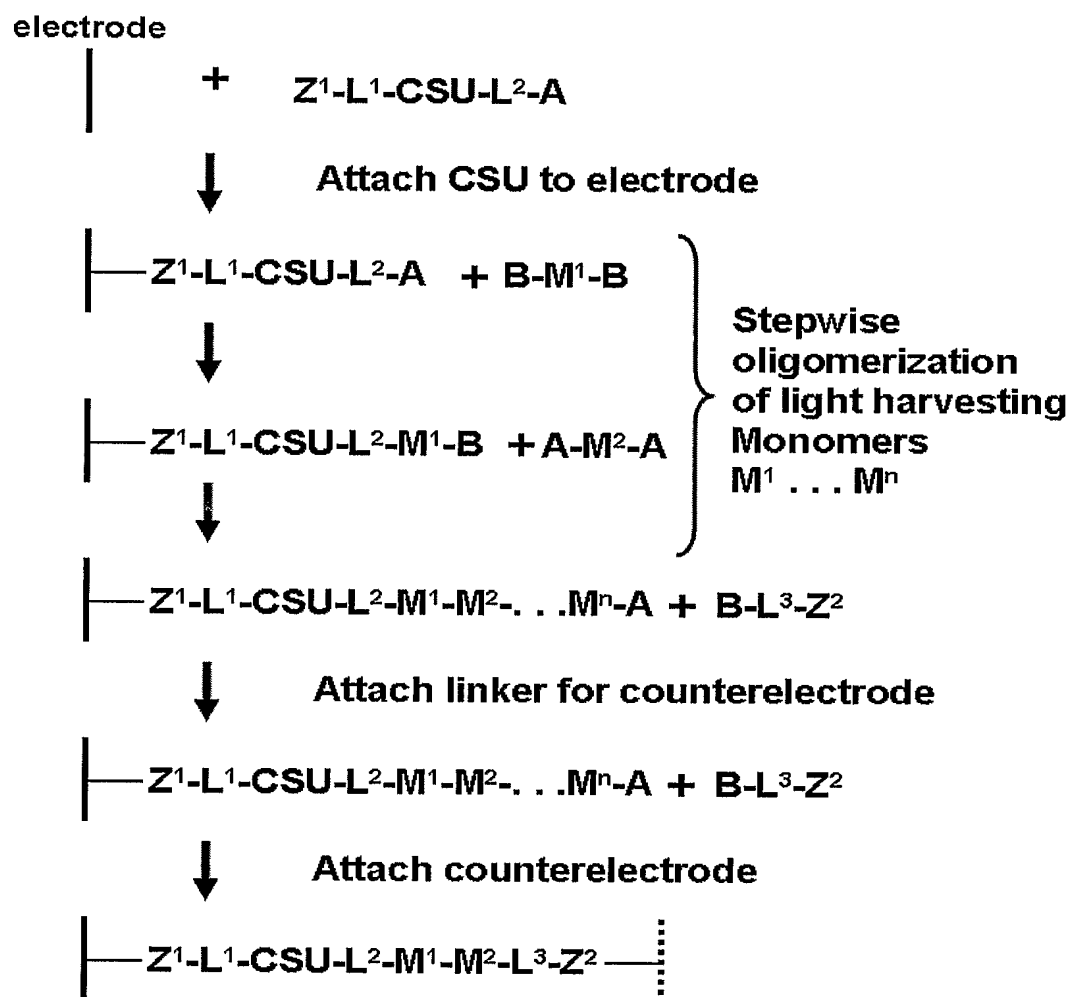 electrode
+ Z¹-L¹-CSU-L²-A
Attach CSU to electrode
Z¹-L¹-CSU-L²-A + B-M¹-B
Stepwise
oligomerization
of light harvesting
Monomers
M¹ . . . Mⁿ
Z¹-L¹-CSU-L²-M¹-B + A-M²-A
Z¹-L¹-CSU-L²-M¹-M²-. . .Mⁿ-A + B-L³-Z²
Attach linker for counterelectrode
Z¹-L¹-CSU-L²-M¹-M²-. . .Mⁿ-A + B-L³-Z²
Attach counterelectrode
Z¹-L¹-CSU-L²-M¹-M²-L³-Z²